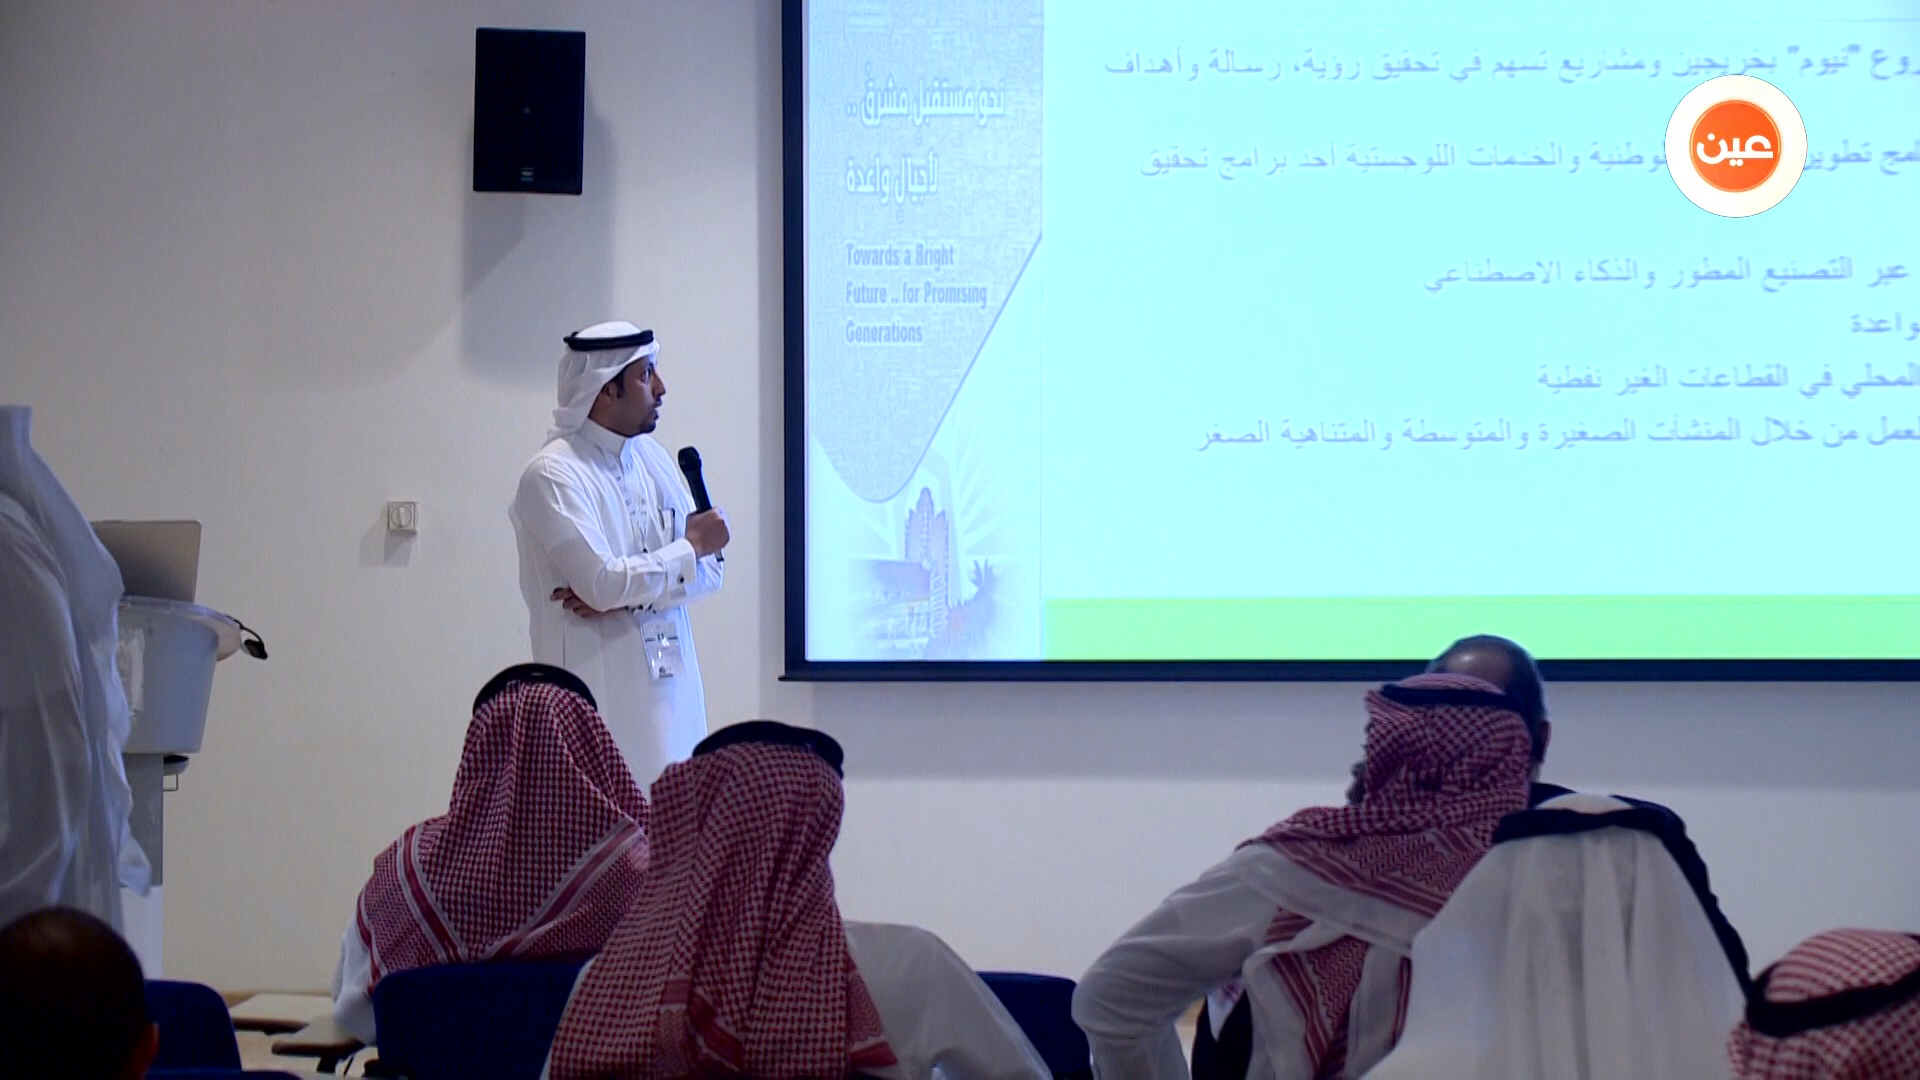 نحو مستقبلٍ مشرق ..
لأجيالٍ واعدة
Towards a Bright
Future .. for Promising
Generations
"نيوم" بخريجين ومشاريع تسهم في تحقيق رؤية، رسالة وأهداف
تطوير والخدمات اللوجستية أحد برامج تحقيق
عبر التصنيع المطور والذكاء الاصطناعي
واعدة
المحلي في القطاعات الغير نفطية
العمل من خلال المنشآت الصغيرة والمتوسطة والمتناهية الصغر
عين